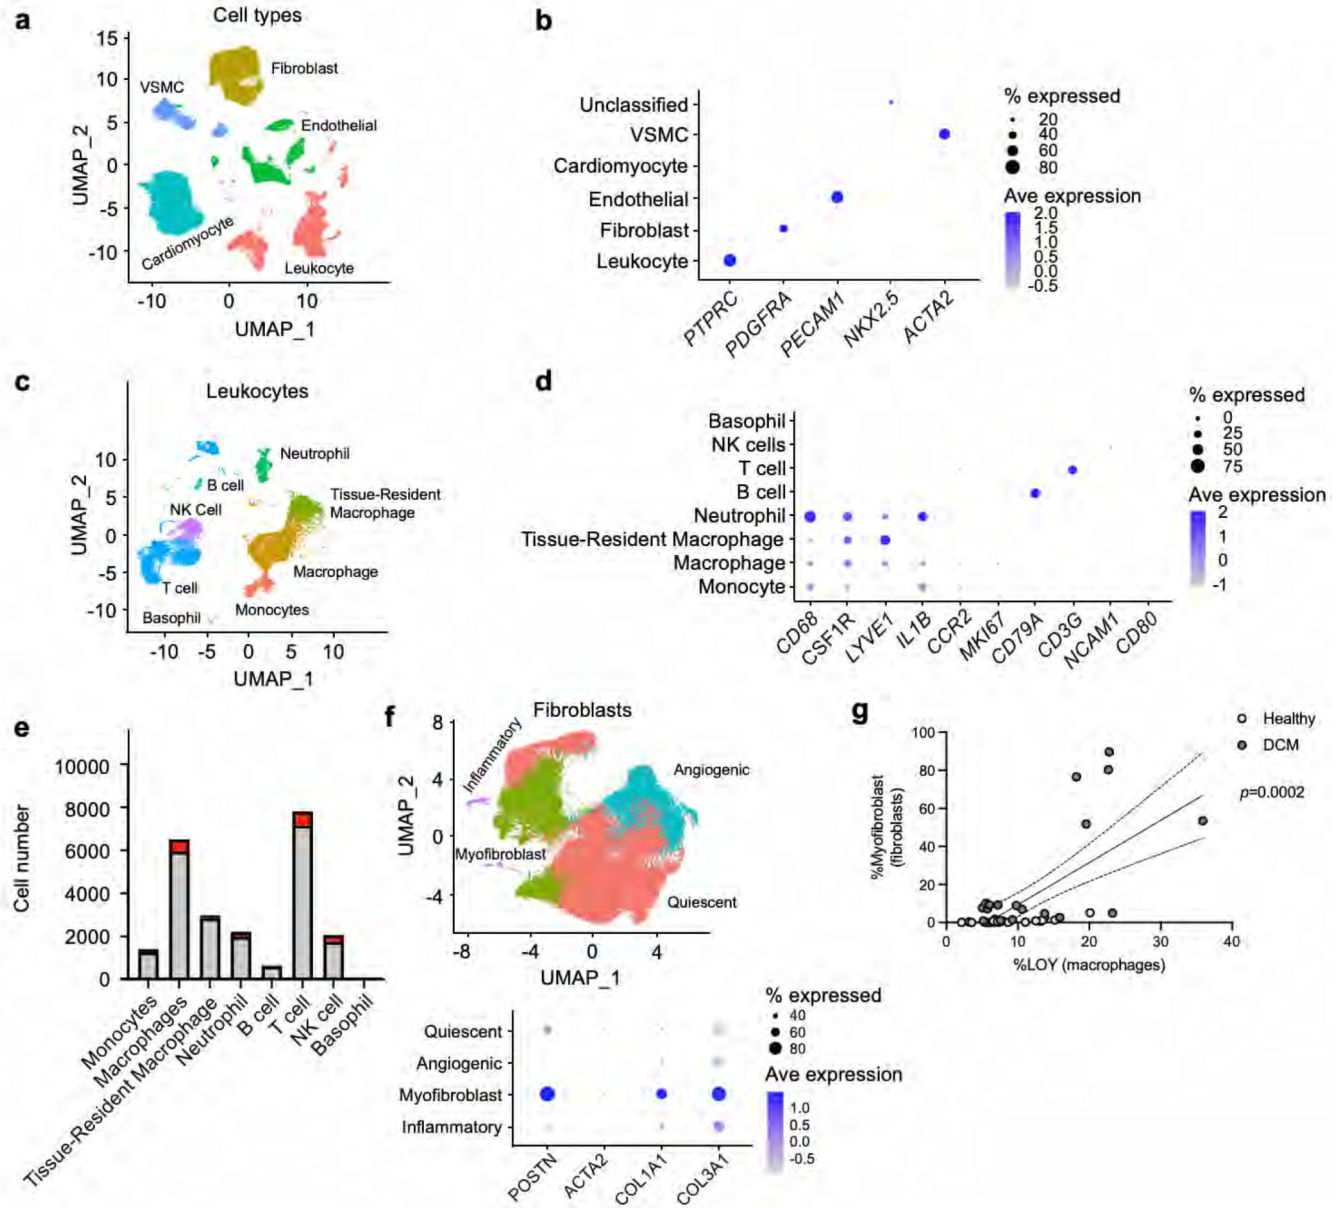 a
Cell types
15
10
5
0
-5
-10
UMAP_2
VSMC
Fibroblast
Endothelial
Cardiomyocyte
Leukocyte
-10
0
10
UMAP_1
b
Unclassified
VSMC
Cardiomyocyte
Endothelial
Fibroblast
Leukocyte
PTPRC
PDGFRA
PECAM1
NKX2.5
ACTA2
% expressed
20
40
60
80
Ave expression
2.0
1.5
1.0
0.5
0.0
-0.5
c
Leukocytes
10
5
0
-5
-10
UMAP_2
Neutrophil
B cell
Tissue-Resident
Macrophage
NK Cell
Macrophage
T cell
Monocytes
Basophil
-10
-5
0
5
10
UMAP_1
d
Basophil
NK cells
T cell
B cell
Neutrophil
Tissue-Resident Macrophage
Macrophage
Monocyte
CD68
CSF1R
LYVE1
IL1B
CCR2
MKI67
CD79A
CD3G
NCAM1
CD80
% expressed
0
25
50
75
Ave expression
2
1
0
-1
e
10000
8000
6000
4000
2000
0
Cell number
Monocytes
Macrophages
Tissue-Resident Macrophage
Neutrophil
B cell
T cell
NK cell
Basophil
f
Fibroblasts
8
4
0
-4
UMAP_2
Inflammatory
Angiogenic
Myofibroblast
Quiescent
-8
-4
0
4
UMAP_1
Quiescent
Angiogenic
Myofibroblast
Inflammatory
POSTN
ACTA2
COL1A1
COL3A1
% expressed
40
60
80
Ave expression
1.0
0.5
0.0
-0.5
g
100
80
60
40
20
0
%Myofibroblast
(fibroblasts)
0
10
20
30
40
%LOY (macrophages)
Healthy
DCM
p=0.0002